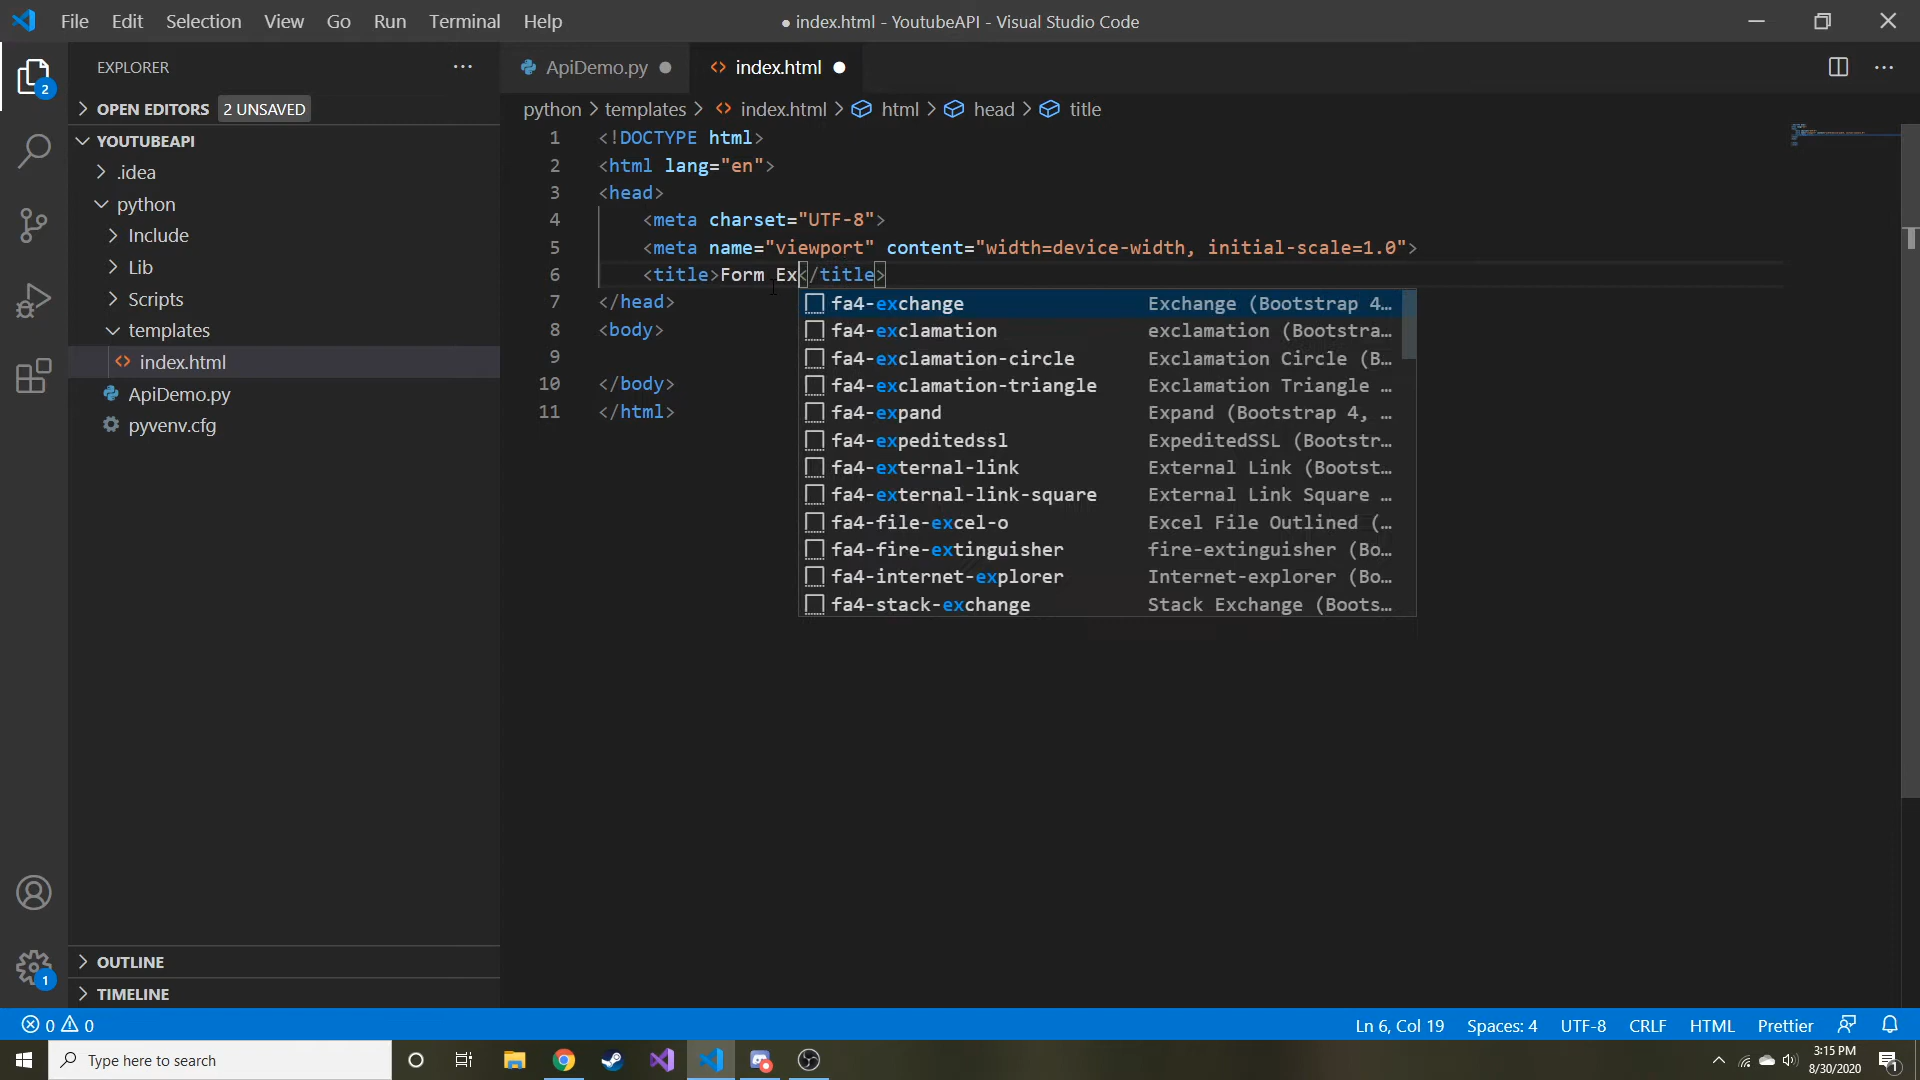 File Edit Selection View Go Run Terminal Help
● index.html - YoutubeAPI - Visual Studio Code
EXPLORER
OPEN EDITORS 2 UNSAVED
YOUTUBEAPI
.idea
python
Include
Lib
Scripts
templates
index.html
ApiDemo.py
pyvenv.cfg
OUTLINE
TIMELINE
2
1
ApiDemo.py index.html
python > templates > index.html > html > head > title
1 <!DOCTYPE html>
2 <html lang="en">
3 <head>
4 <meta charset="UTF-8">
5 <meta name="viewport" content="width=device-width, initial-scale=1.0">
6 <title>Form Ex</title>
7 </head>
8 <body>
9
10 </body>
11 </html>
fa4-exchange Exchange (Bootstrap 4…
fa4-exclamation exclamation (Bootstra…
fa4-exclamation-circle Exclamation Circle (B…
fa4-exclamation-triangle Exclamation Triangle …
fa4-expand Expand (Bootstrap 4, …
fa4-expeditedssl ExpeditedSSL (Bootstr…
fa4-external-link External Link (Bootst…
fa4-external-link-square External Link Square …
fa4-file-excel-o Excel File Outlined (…
fa4-fire-extinguisher fire-extinguisher (Bo…
fa4-internet-explorer Internet-explorer (Bo…
fa4-stack-exchange Stack Exchange (Boots…
0 0
Ln 6, Col 19 Spaces: 4 UTF-8 CRLF HTML Prettier
Type here to search
3:15 PM
8/30/2020
1